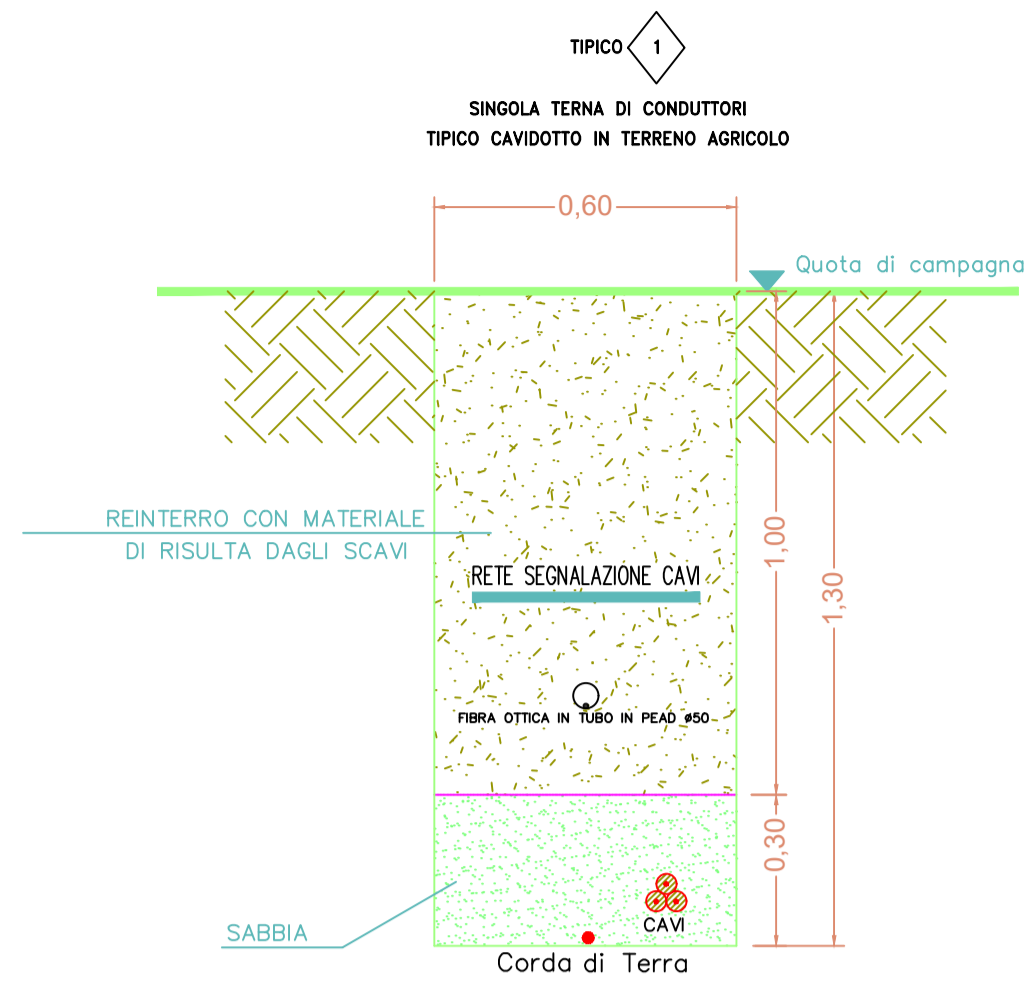 TIPICO 1
SINGOLA TERNA DI CONDUTTORI
TIPICO CAVIDOTTO IN TERRENO AGRICOLO
0,60
Quota di campagna
REINTERRO CON MATERIALE
DI RISULTA DAGLI SCAVI
1,00
1,30
RETE SEGNALAZIONE CAVI
FIBRA OTTICA IN TUBO IN PEAD ø50
0,30
SABBIA
CAVI
Corda di Terra